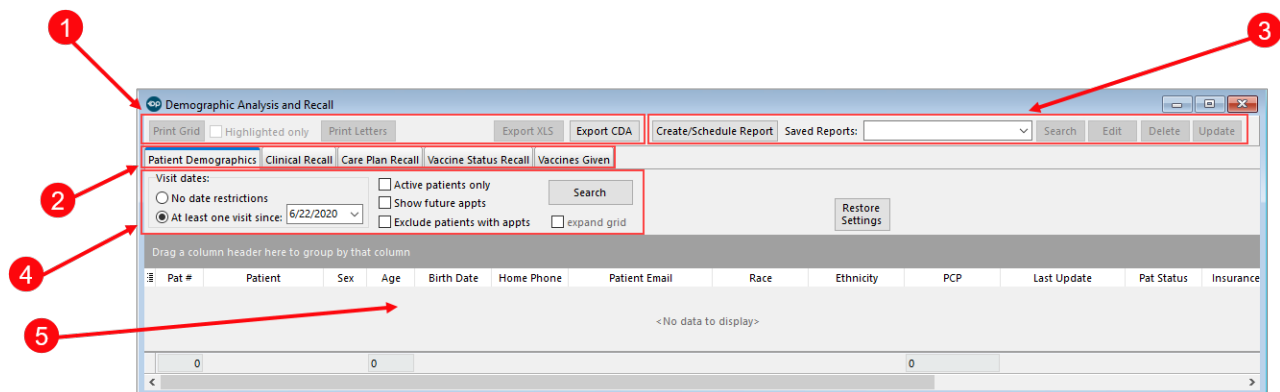 1
3
Demographic Analysis and Recall
Print Grid Highlighted only Print Letters Export XLS Export CDA Create/Schedule Report Saved Reports: Search Edit Delete Update
Patient Demographics Clinical Recall Care Plan Recall Vaccine Status Recall Vaccines Given
2
Visit dates:
No date restrictions
At least one visit since: 6/22/2020
Active patients only
Show future appts
Exclude patients with appts
Search
expand grid
Restore
Settings
4
Drag a column header here to group by that column
Pat # Patient Sex Age Birth Date Home Phone Patient Email Race Ethnicity PCP Last Update Pat Status Insurance
5
<No data to display>
0 0 0